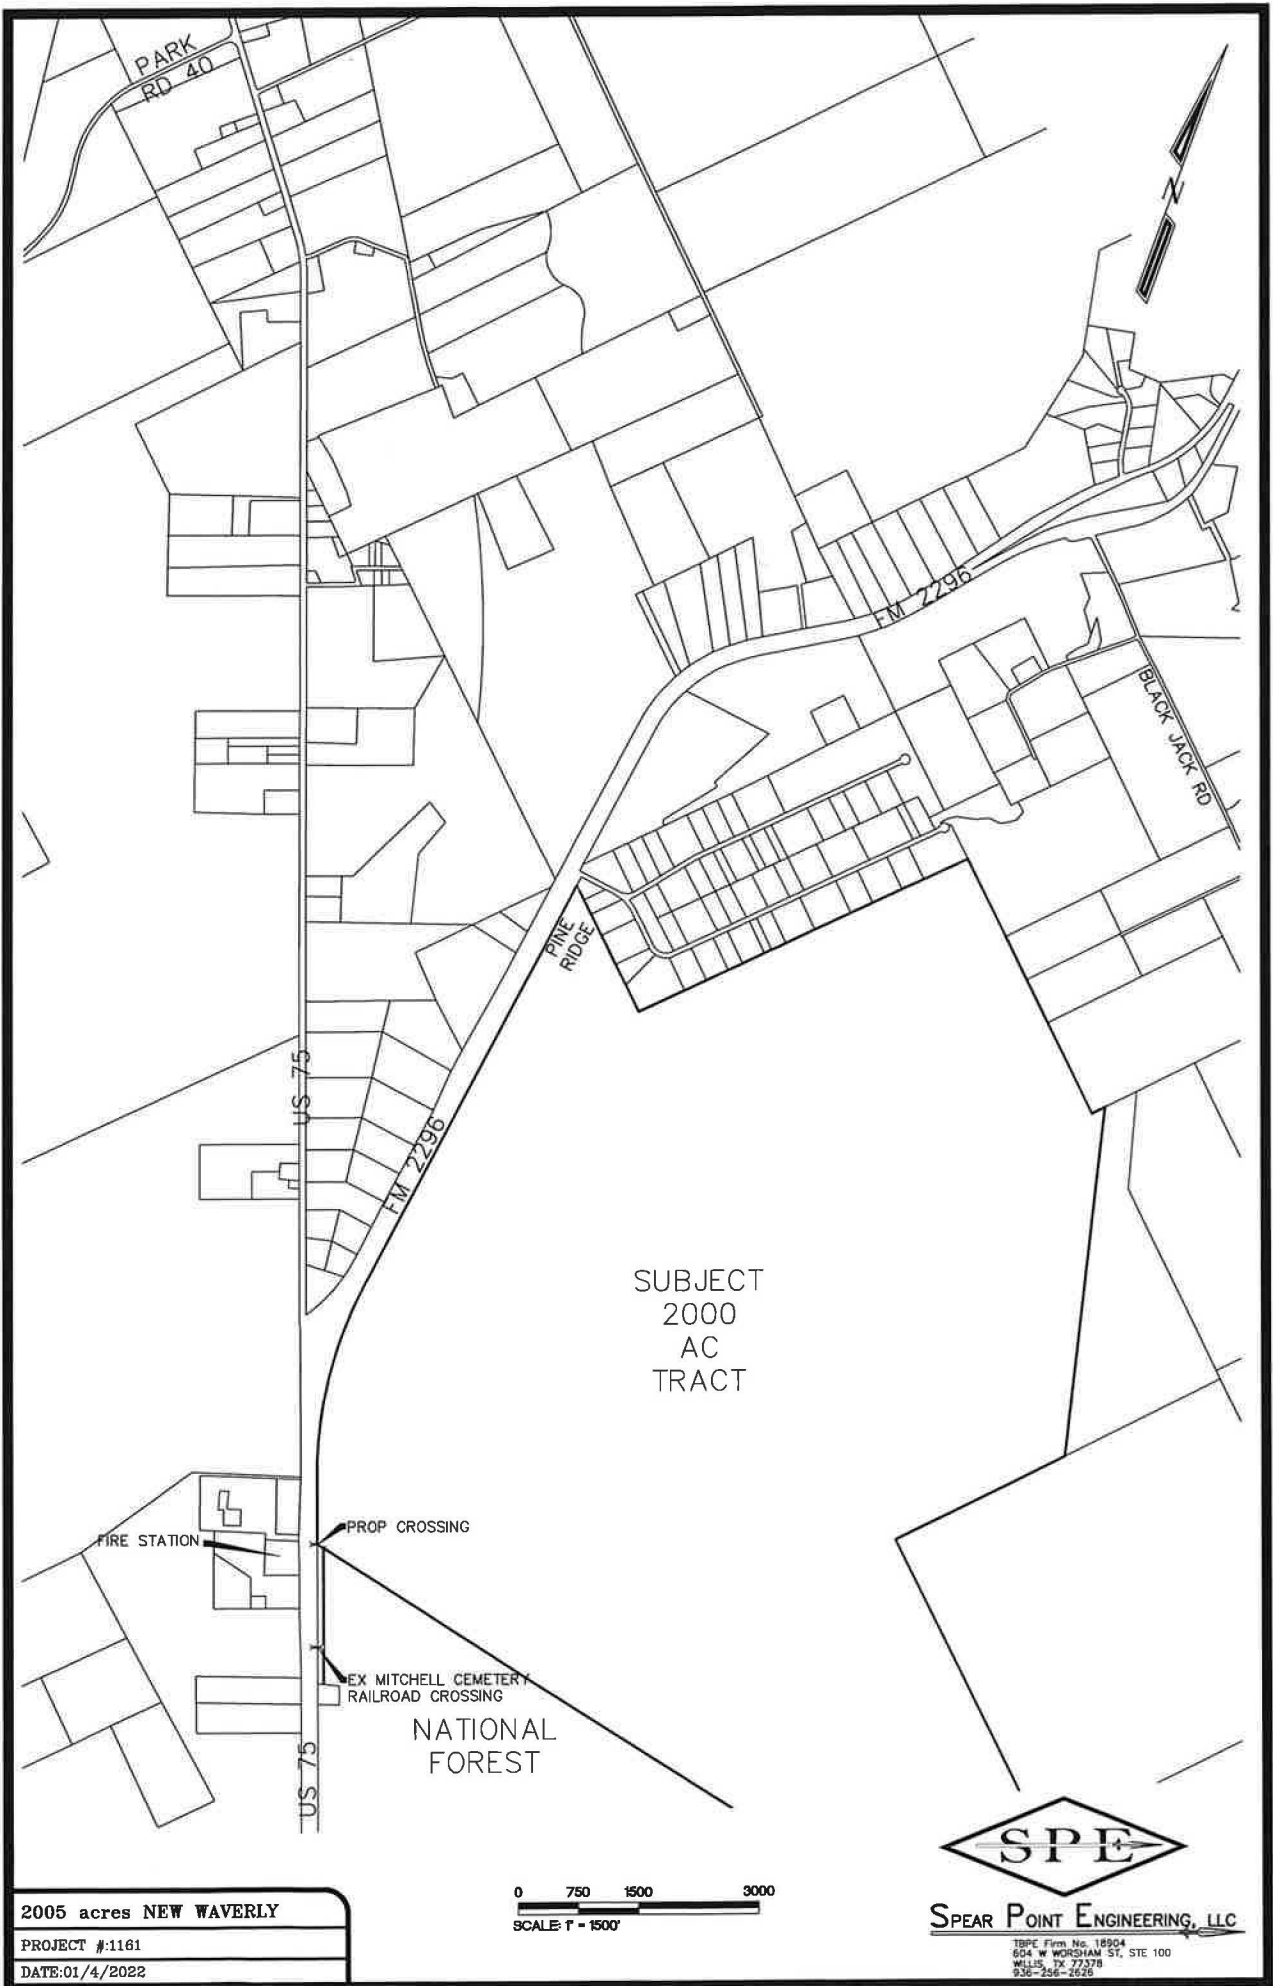 PARK
RD 40
N
FM 2296
BLACK JACK RD
PINE
RIDGE
US 75
FM 2296
SUBJECT
2000
AC
TRACT
PROP CROSSING
FIRE STATION
EX MITCHELL CEMETERY
RAILROAD CROSSING
NATIONAL
FOREST
US 75
SPE
SPEAR POINT ENGINEERING, LLC
TBPE Firm No. 18904
604 W WORSHAM ST, STE 100
WILLIS, TX 77378
936-256-2626
0 750 1500 3000
SCALE: 1" = 1500'
2005 acres NEW WAVERLY
PROJECT #:1161
DATE:01/4/2022